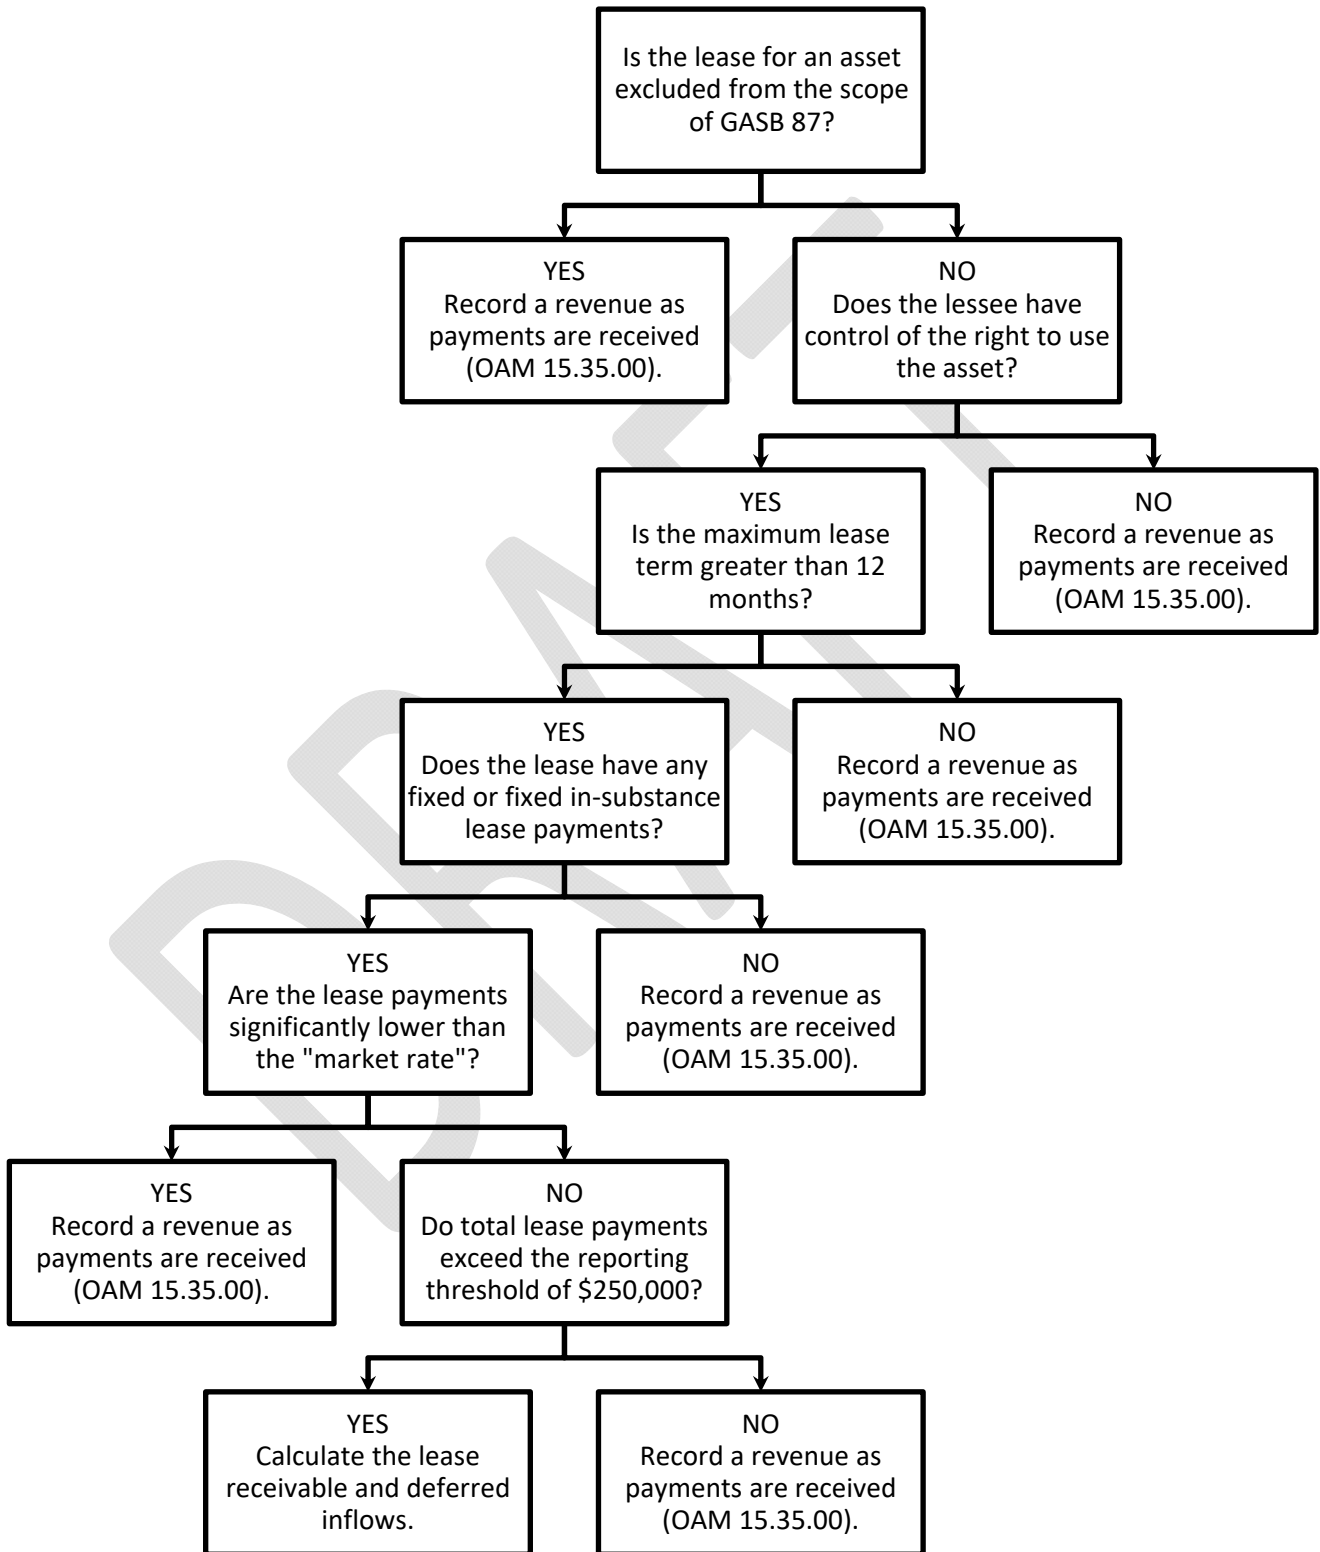 Is the lease for an asset
excluded from the scope
of GASB 87?
YES
Record a revenue as
payments are received
(OAM 15.35.00).
NO
Does the lessee have
control of the right to use
the asset?
YES
Is the maximum lease
term greater than 12
months?
NO
Record a revenue as
payments are received
(OAM 15.35.00).
YES
Does the lease have any
fixed or fixed in-substance
lease payments?
NO
Record a revenue as
payments are received
(OAM 15.35.00).
YES
Are the lease payments
significantly lower than
the "market rate"?
NO
Record a revenue as
payments are received
(OAM 15.35.00).
YES
Record a revenue as
payments are received
(OAM 15.35.00).
NO
Do total lease payments
exceed the reporting
threshold of $250,000?
YES
Calculate the lease
receivable and deferred
inflows.
NO
Record a revenue as
payments are received
(OAM 15.35.00).
DRAFT